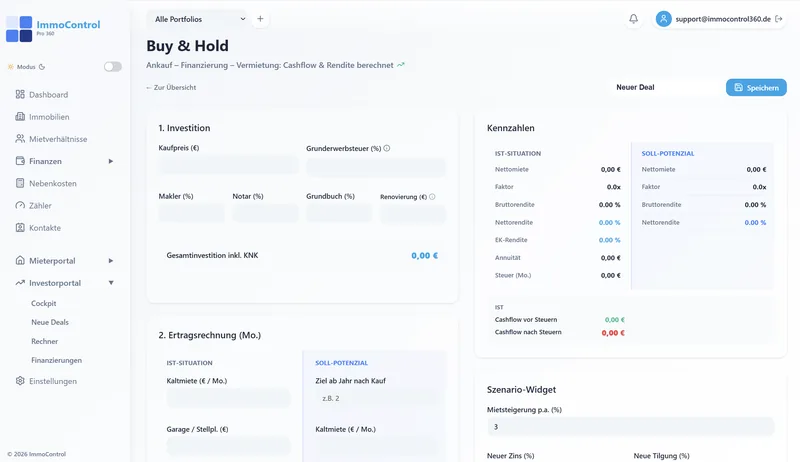 ImmoControl
Pro 360
Modus
Dashboard
Immobilien
Mietverhältnisse
Finanzen
Nebenkosten
Zähler
Kontakte
Mieterportal
Investorportal
Cockpit
Neue Deals
Rechner
Finanzierungen
Einstellungen
© 2026 ImmoControl
Alle Portfolios
support@immocontrol360.de
Buy & Hold
Ankauf – Finanzierung – Vermietung: Cashflow & Rendite berechnet
← Zur Übersicht
Neuer Deal
Speichern
1. Investition
Kaufpreis (€)
Grunderwerbsteuer (%)
Makler (%)
Notar (%)
Grundbuch (%)
Renovierung (€)
Gesamtinvestition inkl. KNK 0,00 €
2. Ertragsrechnung (Mo.)
IST-SITUATION
Kaltmiete (€ / Mo.)
Garage / Stellpl. (€)
SOLL-POTENZIAL
Ziel ab Jahr nach Kauf
z.B. 2
Kaltmiete (€ / Mo.)
Kennzahlen
IST-SITUATION
Nettomiete 0,00 €
Faktor 0.0x
Bruttorendite 0.00 %
Nettorendite 0.00 %
EK-Rendite 0.00 %
Annuität 0,00 €
Steuer (Mo.) 0,00 €
SOLL-POTENZIAL
Nettomiete 0,00 €
Faktor 0.0x
Bruttorendite 0.00 %
Nettorendite 0.00 %
IST
Cashflow vor Steuern 0,00 €
Cashflow nach Steuern 0,00 €
Szenario-Widget
Mietsteigerung p.a. (%)
3
Neuer Zins (%)
Neue Tilgung (%)